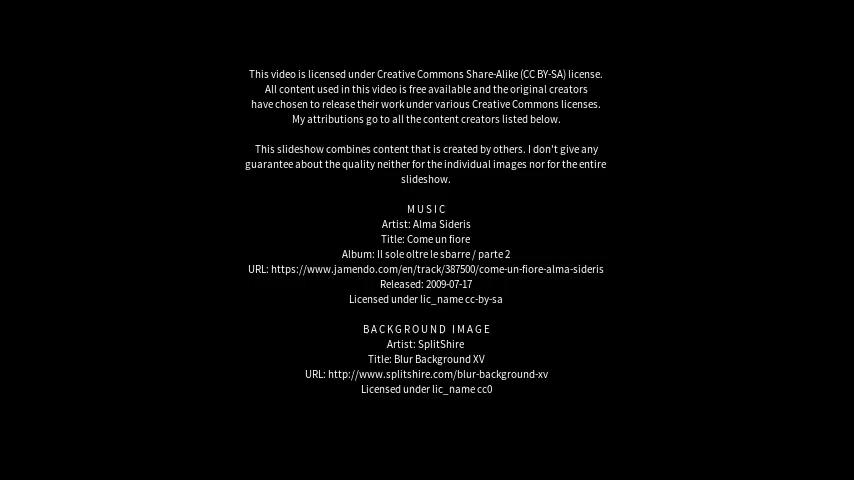 This video is licensed under Creative Commons Share-Alike (CC BY-SA) license.
All content used in this video is free available and the original creators
have chosen to release their work under various Creative Commons licenses.
My attributions go to all the content creators listed below.
This slideshow combines content that is created by others. I don't give any
guarantee about the quality neither for the individual images nor for the entire
slideshow.
MUSIC
Artist: Alma Sideris
Title: Come un fiore
Album: Il sole oltre le sbarre / parte 2
URL: https://www.jamendo.com/en/track/387500/come-un-fiore-alma-sideris
Released: 2009-07-17
Licensed under lic_name cc-by-sa
BACKGROUND IMAGE
Artist: SplitShire
Title: Blur Background XV
URL: http://www.splitshire.com/blur-background-xv
Licensed under lic_name cc0